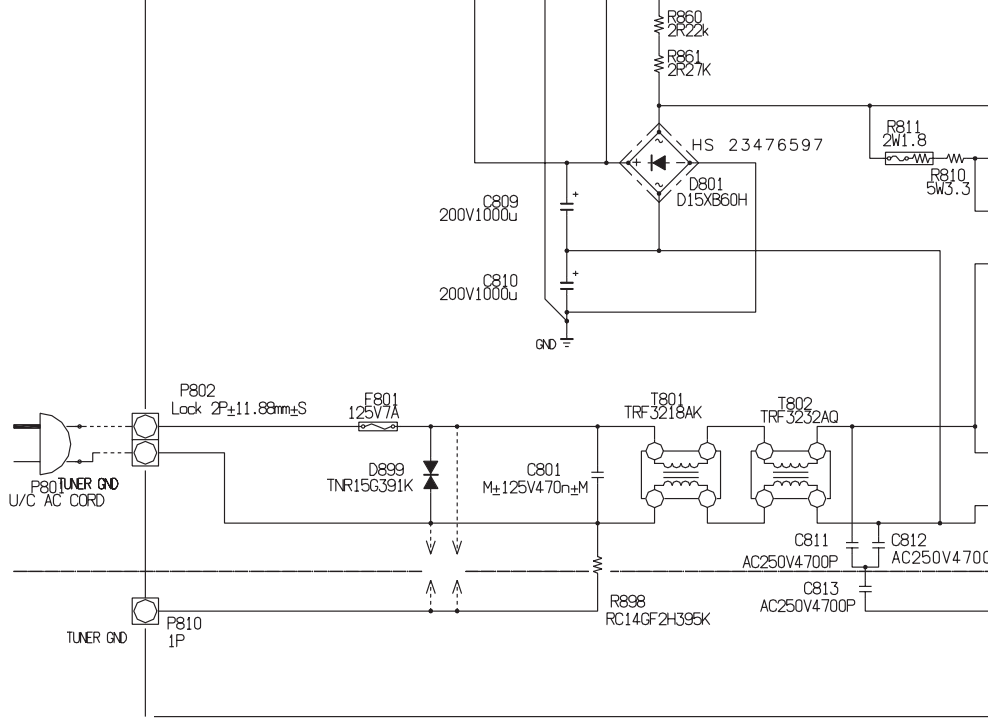 R860
2R22k
R861
2R27K
HS 23476597
R811
2W1.8
R810
5W3.3
+
~
~
D801
D15XB60H
C809
200V1000u
+
C810
200V1000u
+
GND
P802
Lock 2P±11.88mm±S
F801
125V7A
T801
TRF3218AK
T802
TRF3232AQ
D899
TNR15G391K
C801
M±125V470n±M
P801
TUNER GND
U/C AC CORD
C811
AC250V4700P
C812
AC250V4700
C813
AC250V4700P
R898
RC14GF2H395K
P810
1P
TUNER GND